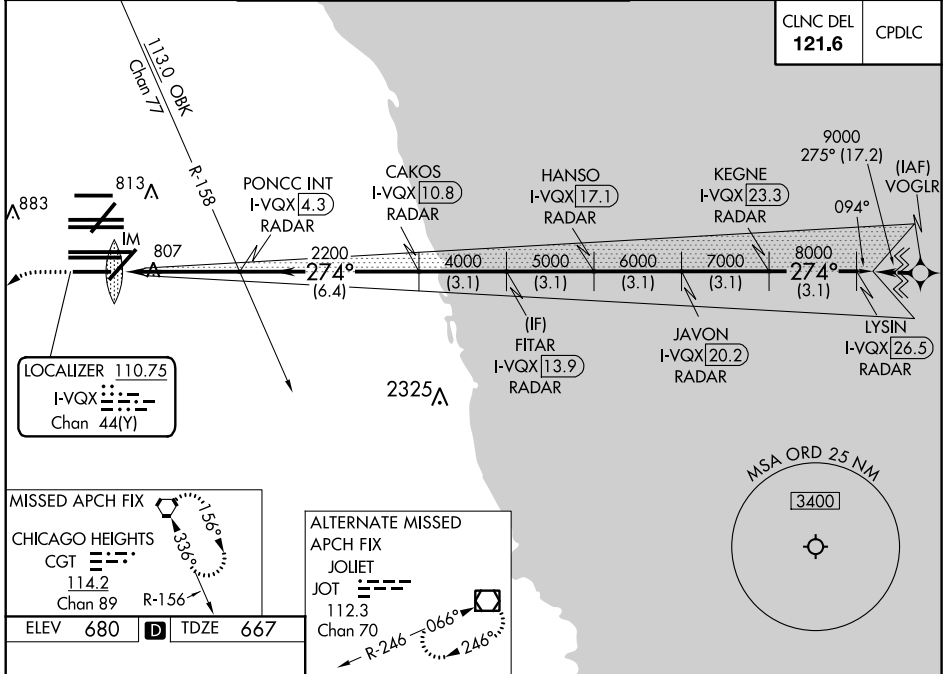 CLNC DEL
121.6
CPDLC
113.0 OBK
Chan 77
R-158
883
813
IM
807
PONCC INT
I-VQX 4.3
RADAR
CAKOS
I-VQX 10.8
RADAR
HANSO
I-VQX 17.1
RADAR
KEGNE
I-VQX 23.3
RADAR
9000
275° (17.2)
(IAF)
VOGLR
094°
2200
274°
(6.4)
4000
(3.1)
5000
(3.1)
6000
(3.1)
7000
(3.1)
8000
274°
(3.1)
(IF)
FITAR
I-VQX 13.9
RADAR
JAVON
I-VQX 20.2
RADAR
LYSIN
I-VQX 26.5
RADAR
LOCALIZER 110.75
I-VQX
Chan 44(Y)
2325
MSA ORD 25 NM
3400
MISSED APCH FIX
CHICAGO HEIGHTS
CGT
114.2
Chan 89
R-156
156°
336°
ALTERNATE MISSED
APCH FIX
JOLIET
JOT
112.3
Chan 70
R-246
066°
246°
ELEV 680 D TDZE 667